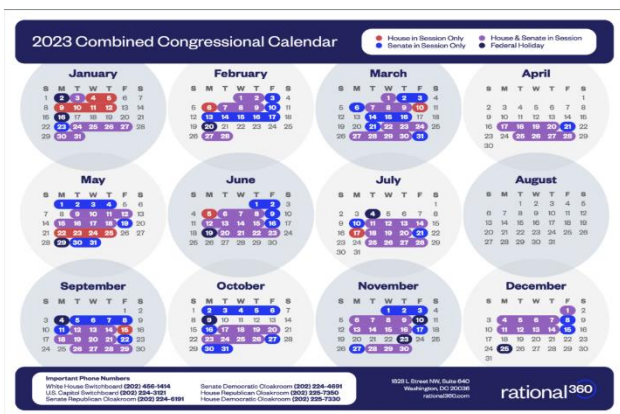 2023 Combined Congressional Calendar
House in Session Only
House & Senate in Session
Senate in Session Only
Federal Holiday
January
S M T W T F S
1 2 3 4 5 6 7
8 9 10 11 12 13 14
15 16 17 18 19 20 21
22 23 24 25 26 27 28
29 30 31
February
S M T W T F S
1 2 3 4
5 6 7 8 9 10 11
12 13 14 15 16 17 18
19 20 21 22 23 24 25
26 27 28
March
S M T W T F S
1 2 3 4
5 6 7 8 9 10 11
12 13 14 15 16 17 18
19 20 21 22 23 24 25
26 27 28 29 30 31
April
S M T W T F S
1
2 3 4 5 6 7 8
9 10 11 12 13 14 15
16 17 18 19 20 21 22
23 24 25 26 27 28 29
30
May
S M T W T F S
1 2 3 4 5 6
7 8 9 10 11 12 13
14 15 16 17 18 19 20
21 22 23 24 25 26 27
28 29 30 31
June
S M T W T F S
1 2 3
4 5 6 7 8 9 10
11 12 13 14 15 16 17
18 19 20 21 22 23 24
25 26 27 28 29 30
July
S M T W T F S
1
2 3 4 5 6 7 8
9 10 11 12 13 14 15
16 17 18 19 20 21 22
23 24 25 26 27 28 29
30 31
August
S M T W T F S
1 2 3 4 5
6 7 8 9 10 11 12
13 14 15 16 17 18 19
20 21 22 23 24 25 26
27 28 29 30 31
September
S M T W T F S
1 2
3 4 5 6 7 8 9
10 11 12 13 14 15 16
17 18 19 20 21 22 23
24 25 26 27 28 29 30
October
S M T W T F S
1 2 3 4 5 6 7
8 9 10 11 12 13 14
15 16 17 18 19 20 21
22 23 24 25 26 27 28
29 30 31
November
S M T W T F S
1 2 3 4
5 6 7 8 9 10 11
12 13 14 15 16 17 18
19 20 21 22 23 24 25
26 27 28 29 30
December
S M T W T F S
1 2
3 4 5 6 7 8 9
10 11 12 13 14 15 16
17 18 19 20 21 22 23
24 25 26 27 28 29 30
31
Important Phone Numbers
White House Switchboard (202) 456-1414
U.S. Capitol Switchboard (202) 224-3121
Senate Republican Cloakroom (202) 224-6191
Senate Democratic Cloakroom (202) 224-4691
House Republican Cloakroom (202) 225-7350
House Democratic Cloakroom (202) 225-7330
1828 L Street NW, Suite 640
Washington, DC 20036
rational360.com
rational360